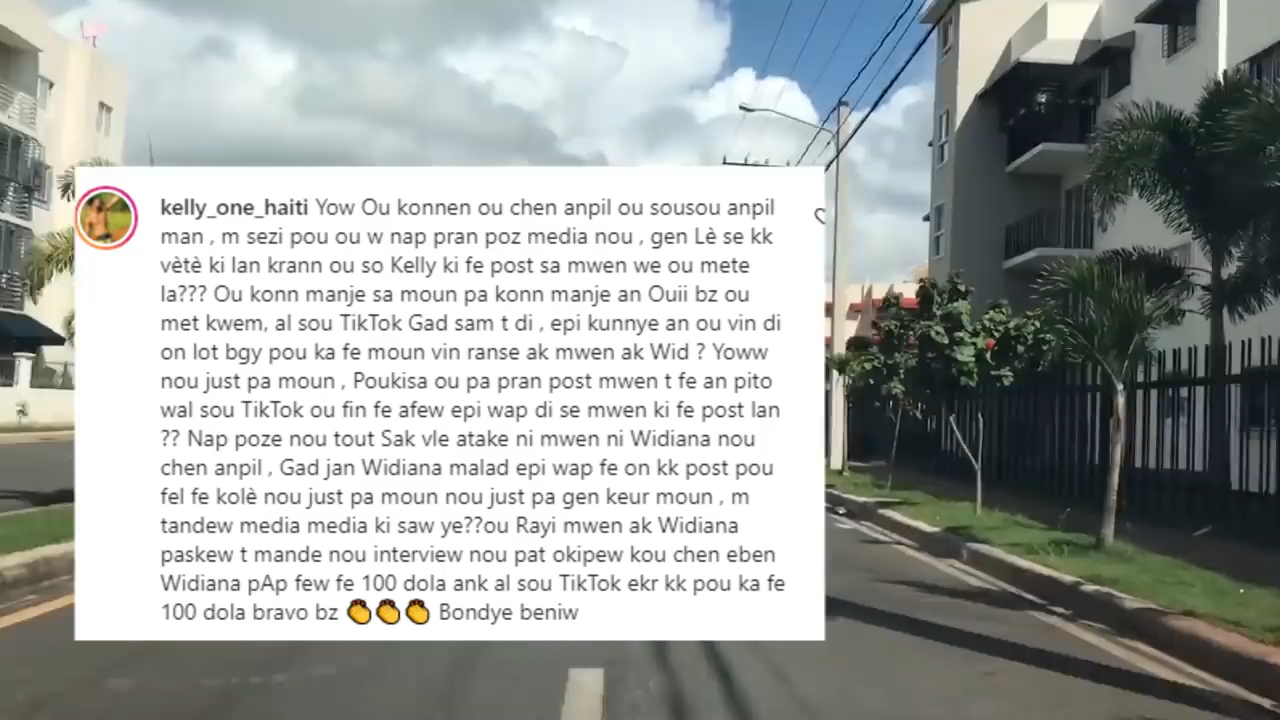 kelly_one_haiti Yow Ou konnen ou chen anpil ou sousou anpil
man , m sezi pou ou w nap pran poz media nou , gen Lè se kk
vètè ki lan krann ou so Kelly ki fe post sa mwen we ou mete
la??? Ou konn manje sa moun pa konn manje an Ouii bz ou
met kwem, al sou TikTok Gad sam t di , epi kunnye an ou vin di
on lot bgy pou ka fe moun vin ranse ak mwen ak Wid ? Yoww
nou just pa moun , Poukisa ou pa pran post mwen t fe an pito
wal sou TikTok ou fin fe afew epi wap di se mwen ki fe post lan
?? Nap poze nou tout Sak vle atake ni mwen ni Widiana nou
chen anpil , Gad jan Widiana malad epi wap fe on kk post pou
fel fe kolè nou just pa moun nou just pa gen keur moun , m
tandew media media ki saw ye??ou Rayi mwen ak Widiana
paskew t mande nou interview nou pat okipew kou chen eben
Widiana pAp few fe 100 dola ank al sou TikTok ekr kk pou ka fe
100 dola bravo bz 👏👏👏 Bondye beniw